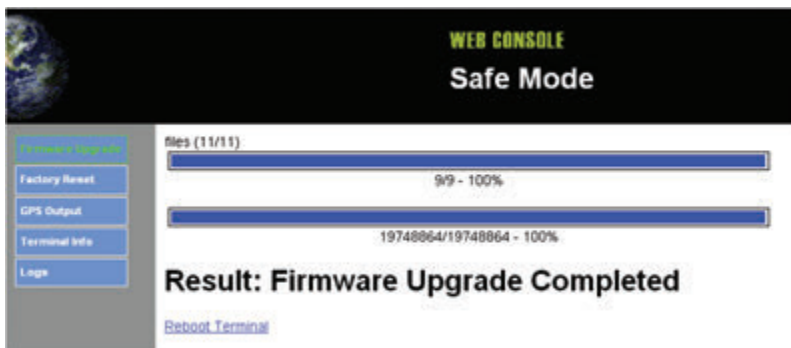 WEB CONSOLE
Safe Mode
Firmware Upgrade
Factory Reset
GPS Output
Terminal Info
Logs
files (11/11)
9/9 - 100%
19748864/19748864 - 100%
Result: Firmware Upgrade Completed
Reboot Terminal